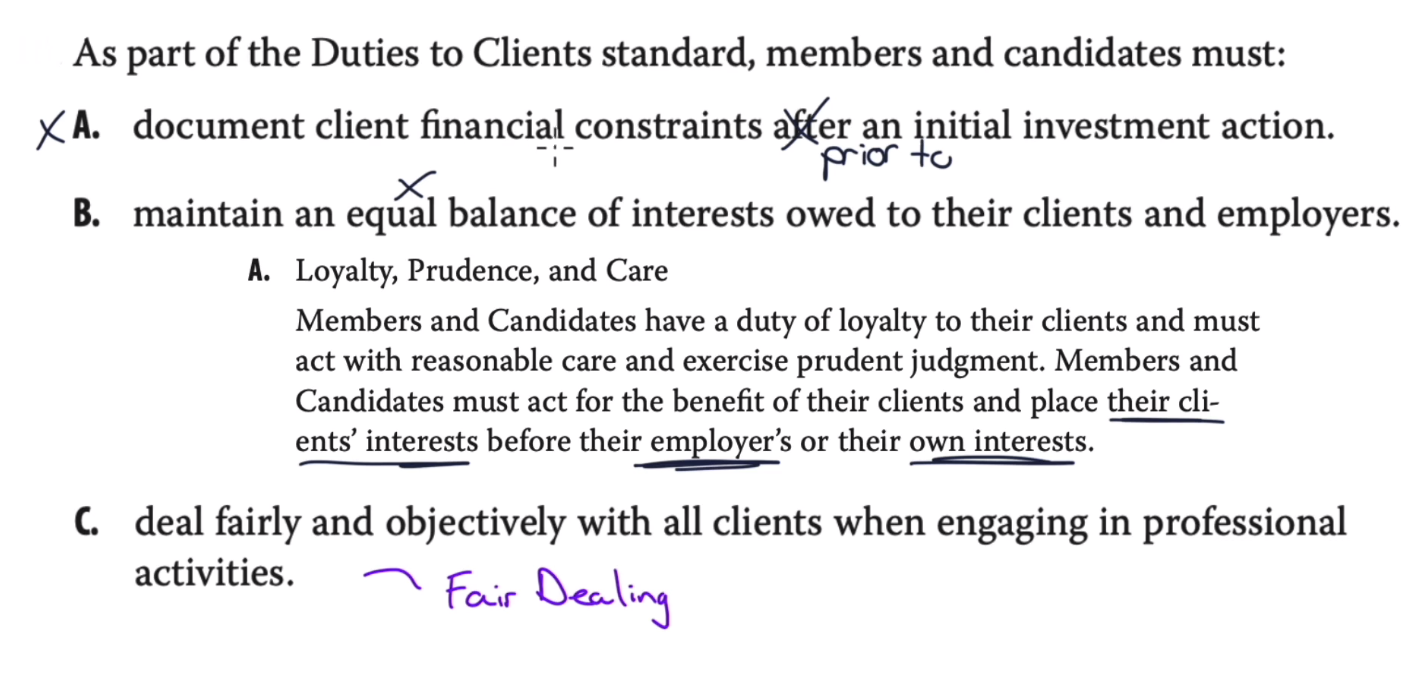 As part of the Duties to Clients standard, members and candidates must:
X A. document client financial constraints after an initial investment action.
prior to
X
B. maintain an equal balance of interests owed to their clients and employers.
A. Loyalty, Prudence, and Care
Members and Candidates have a duty of loyalty to their clients and must
act with reasonable care and exercise prudent judgment. Members and
Candidates must act for the benefit of their clients and place their cli-
ents’ interests before their employer’s or their own interests.
C. deal fairly and objectively with all clients when engaging in professional
activities.
Fair Dealing